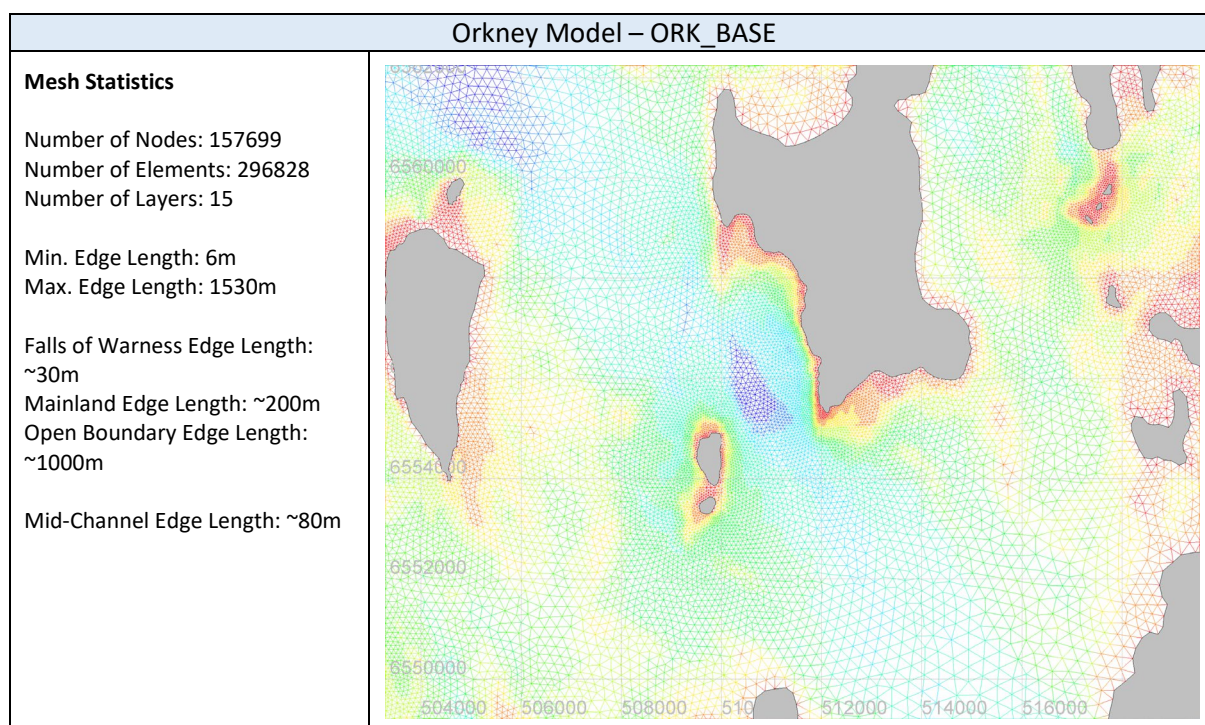 Orkney Model – ORK_BASE
Mesh Statistics
Number of Nodes: 157699
Number of Elements: 296828
Number of Layers: 15
Min. Edge Length: 6m
Max. Edge Length: 1530m
Falls of Warness Edge Length:
~30m
Mainland Edge Length: ~200m
Open Boundary Edge Length:
~1000m
Mid-Channel Edge Length: ~80m
6560000
6554000
6552000
6550000
504000 506000 508000 510 512000 514000 516000